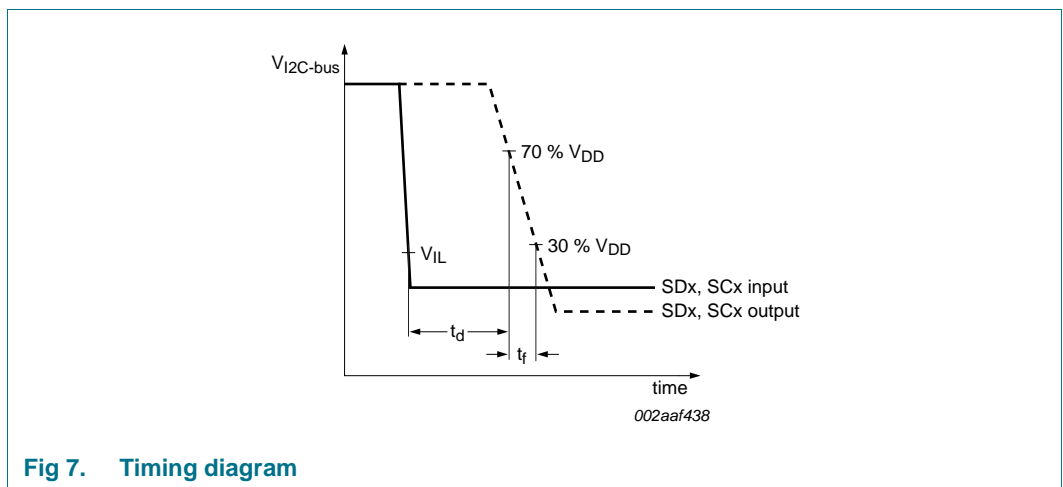 V_I2C-bus
70 % V_DD
V_IL
30 % V_DD
SDx, SCx input
SDx, SCx output
t_d
t_f
time
002aaf438
Fig 7. Timing diagram